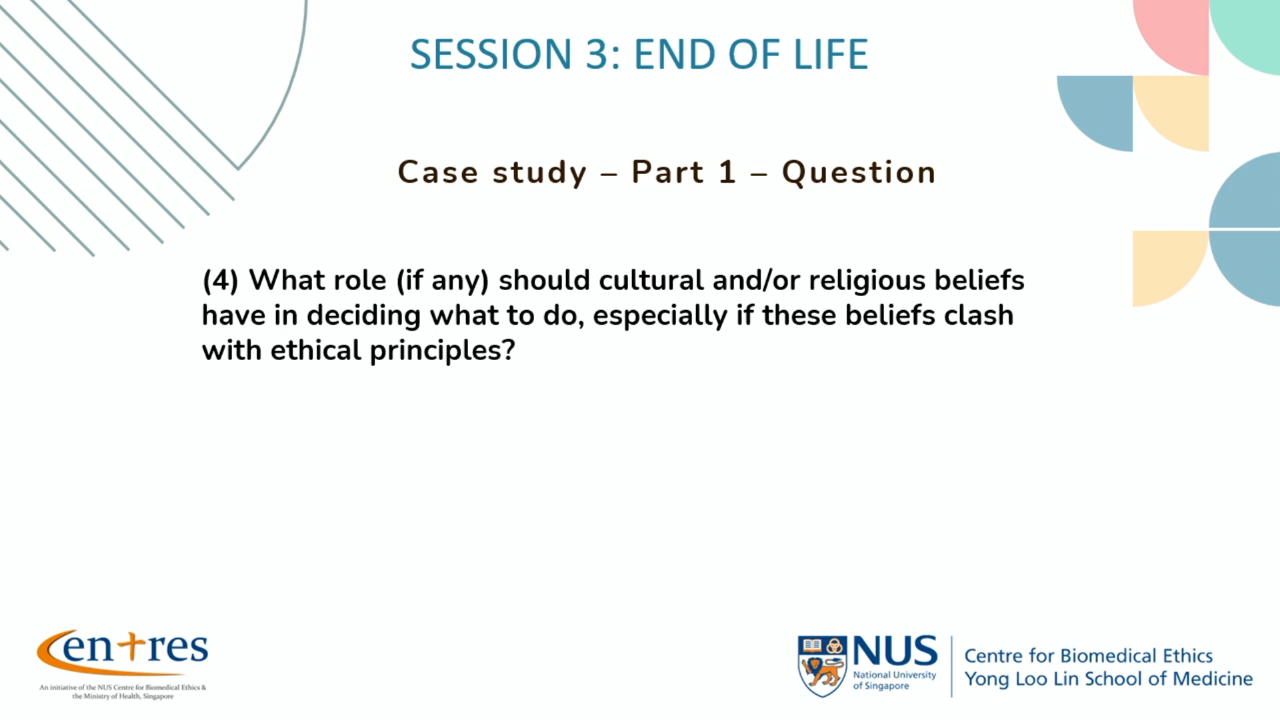 SESSION 3: END OF LIFE
Case study – Part 1 – Question
(4) What role (if any) should cultural and/or religious beliefs
have in deciding what to do, especially if these beliefs clash
with ethical principles?
Centres
An initiative of the NUS Centre for Biomedical Ethics &
the Ministry of Health, Singapore
NUS
National University
of Singapore
Centre for Biomedical Ethics
Yong Loo Lin School of Medicine